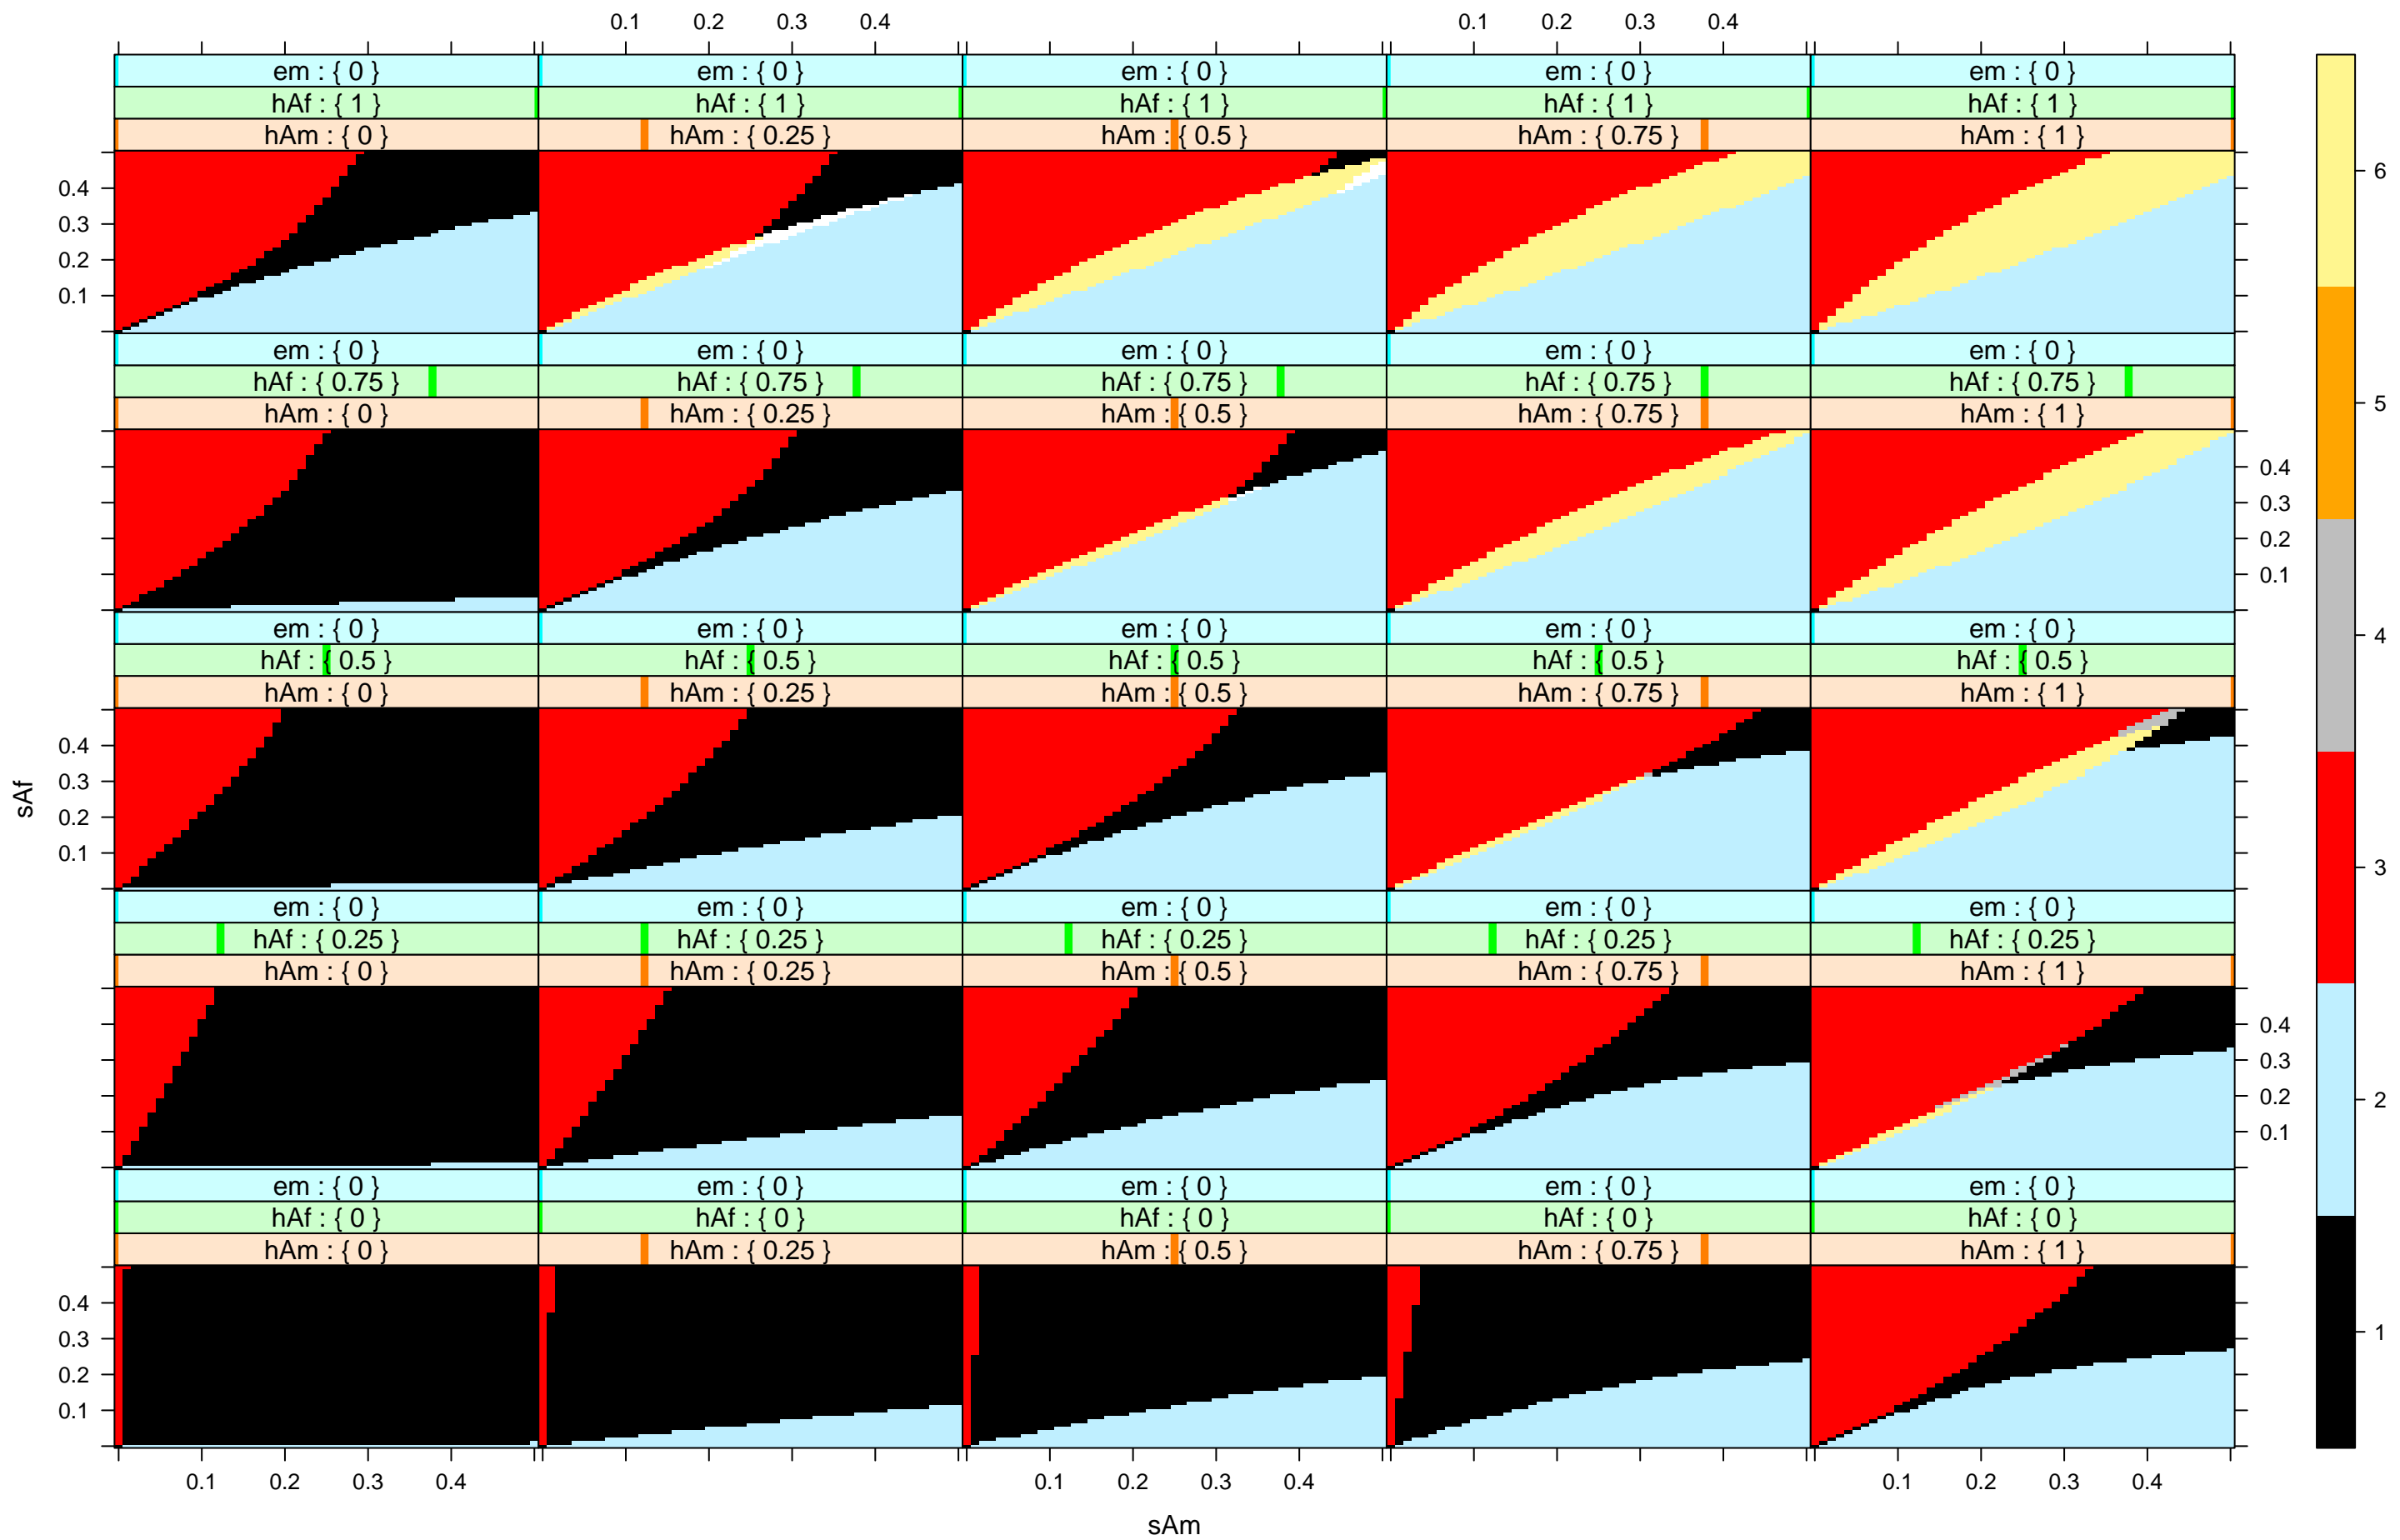 0.1 0.2 0.3 0.4 0.1 0.2 0.3 0.4
em : { 0 } em : { 0 } em : { 0 } em : { 0 } em : { 0 }
hAf : { 1 } hAf : { 1 } hAf : { 1 } hAf : { 1 } hAf : { 1 }
hAm : { 0 } hAm : { 0.25 } hAm : { 0.5 } hAm : { 0.75 } hAm : { 1 }
0.4 6
0.3
0.2
0.1
em : { 0 } em : { 0 } em : { 0 } em : { 0 } em : { 0 }
hAf : { 0.75 } hAf : { 0.75 } hAf : { 0.75 } hAf : { 0.75 } hAf : { 0.75 }
hAm : { 0 } hAm : { 0.25 } hAm : { 0.5 } hAm : { 0.75 } hAm : { 1 }
5
0.4
0.3
0.2
0.1
em : { 0 } em : { 0 } em : { 0 } em : { 0 } em : { 0 }
4
hAf : { 0.5 } hAf : { 0.5 } hAf : { 0.5 } hAf : { 0.5 } hAf : { 0.5 }
hAm : { 0 } hAm : { 0.25 } hAm : { 0.5 } hAm : { 0.75 } hAm : { 1 }
0.4
0.3
sAf
0.2
0.1
3
em : { 0 } em : { 0 } em : { 0 } em : { 0 } em : { 0 }
hAf : { 0.25 } hAf : { 0.25 } hAf : { 0.25 } hAf : { 0.25 } hAf : { 0.25 }
hAm : { 0 } hAm : { 0.25 } hAm : { 0.5 } hAm : { 0.75 } hAm : { 1 }
0.4
0.3
0.2 2
0.1
em : { 0 } em : { 0 } em : { 0 } em : { 0 } em : { 0 }
hAf : { 0 } hAf : { 0 } hAf : { 0 } hAf : { 0 } hAf : { 0 }
hAm : { 0 } hAm : { 0.25 } hAm : { 0.5 } hAm : { 0.75 } hAm : { 1 }
0.4
0.3 1
0.2
0.1
0.1 0.2 0.3 0.4 0.1 0.2 0.3 0.4 0.1 0.2 0.3 0.4
sAm